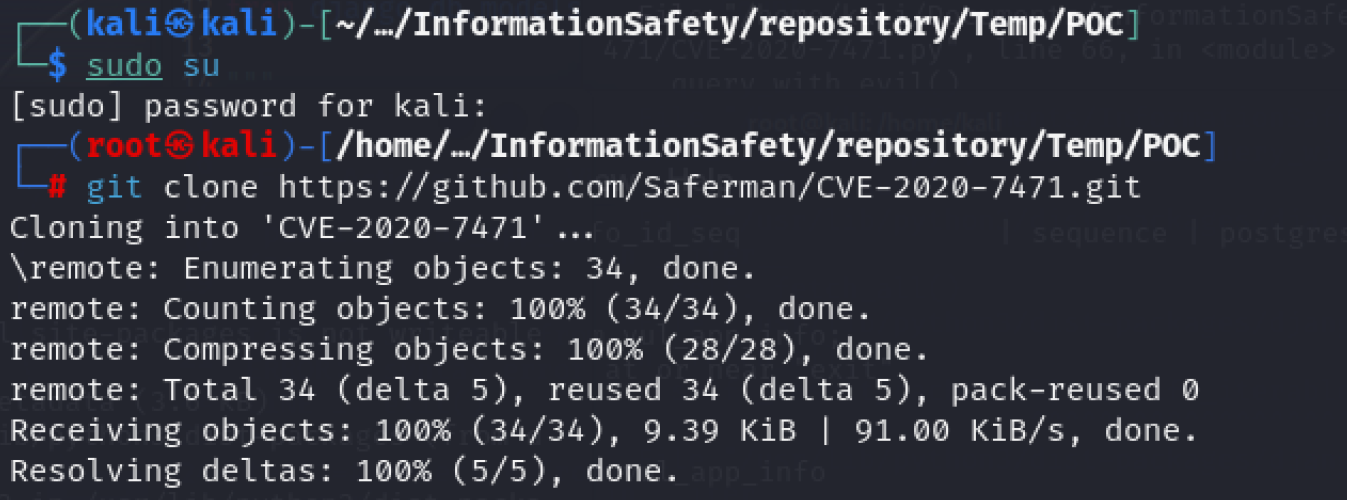 ┌──(kali㉿kali)-[~/…/InformationSafety/repository/Temp/POC]
└─$ sudo su
[sudo] password for kali:
┌──(root㉿kali)-[/home/…/InformationSafety/repository/Temp/POC]
└─# git clone https://github.com/Saferman/CVE-2020-7471.git
Cloning into 'CVE-2020-7471'...
\remote: Enumerating objects: 34, done.
remote: Counting objects: 100% (34/34), done.
remote: Compressing objects: 100% (28/28), done.
remote: Total 34 (delta 5), reused 34 (delta 5), pack-reused 0
Receiving objects: 100% (34/34), 9.39 KiB | 91.00 KiB/s, done.
Resolving deltas: 100% (5/5), done.